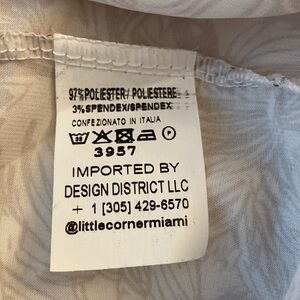 97%POLIESTER/POLIESTERE
3%SPENDEX/SPENDEX
CONFEZIONATO IN ITALIA
30 P
3957
IMPORTED BY
DESIGN DISTRICT LLC
+ 1 [305] 429-6570
@littlecornermiami